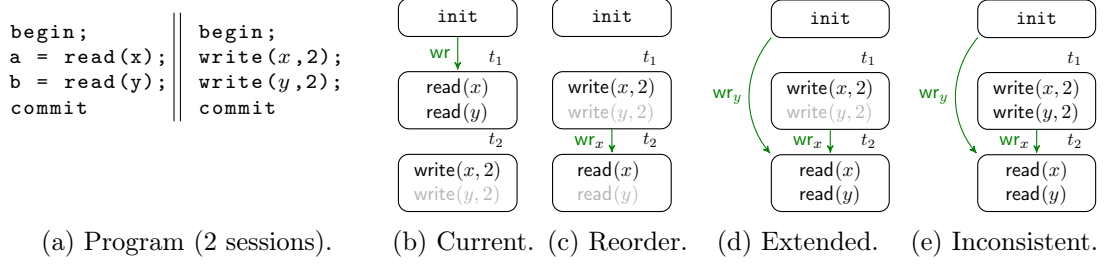 begin;
a = read(x);
b = read(y);
commit
begin;
write(x,2);
write(y,2);
commit
(a) Program (2 sessions).
init
wr
t1
read(x)
read(y)
t2
write(x, 2)
write(y, 2)
(b) Current.
init
t1
write(x, 2)
write(y, 2)
wrx
t2
read(x)
read(y)
(c) Reorder.
init
t1
wry
write(x, 2)
write(y, 2)
wrx
t2
read(x)
read(y)
(d) Extended.
init
t1
wry
write(x, 2)
write(y, 2)
wrx
t2
read(x)
read(y)
(e) Inconsistent.